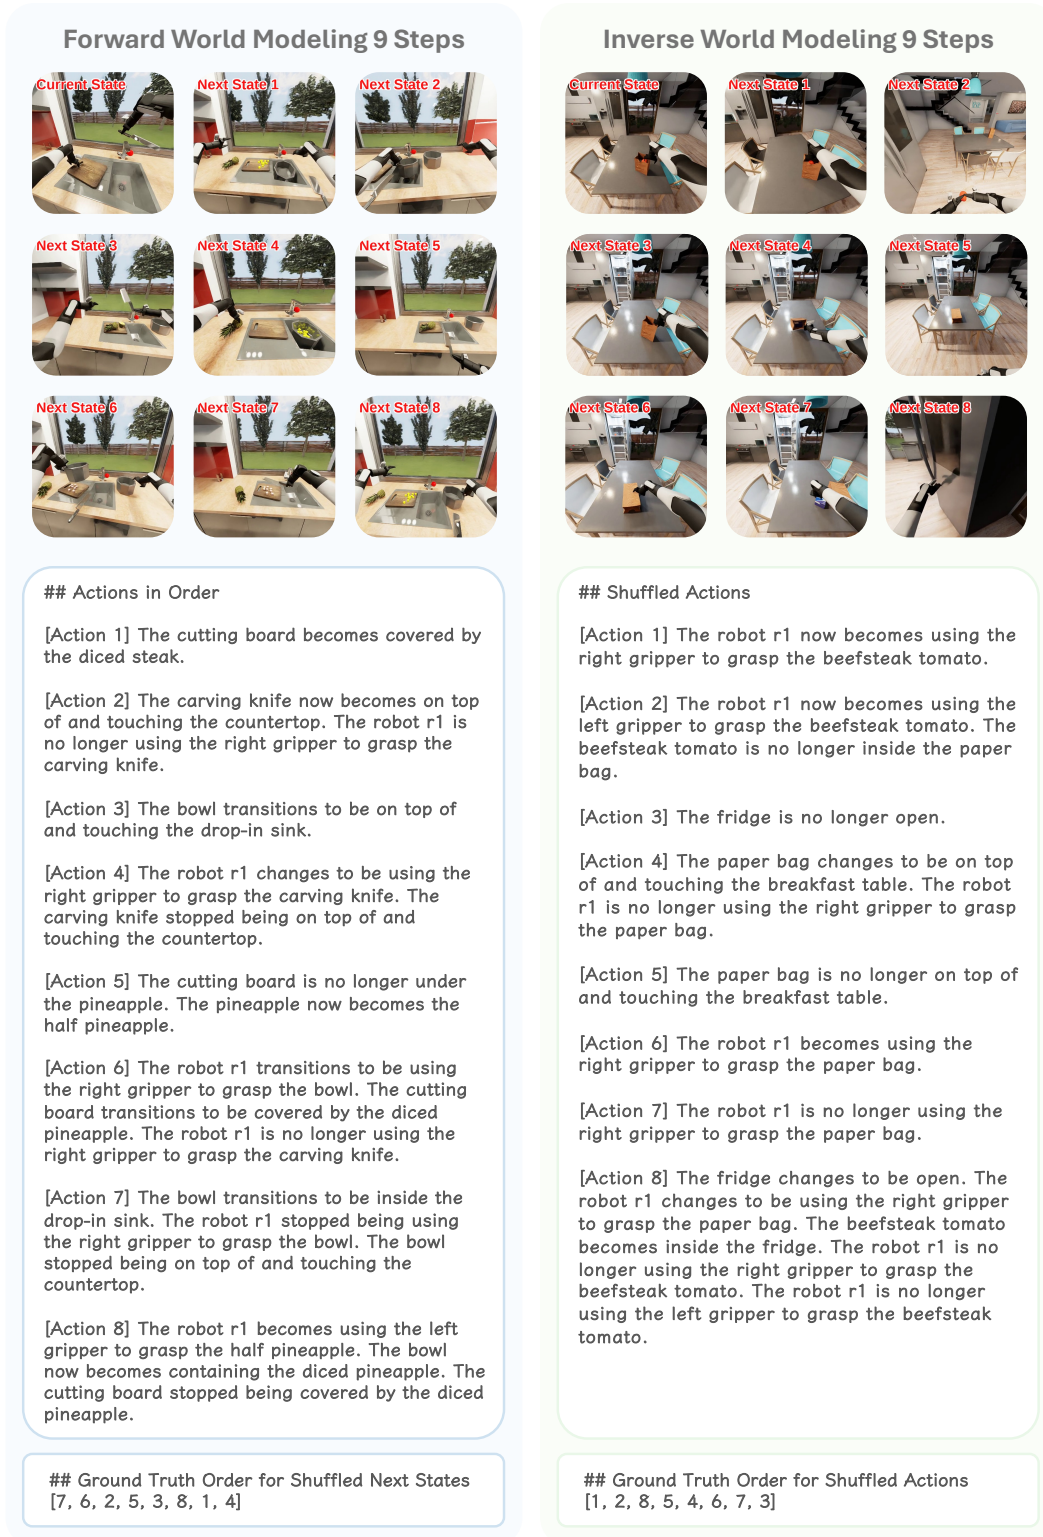 Forward World Modeling 9 Steps
Current State
Next State 1
Next State 2
Next State 3
Next State 4
Next State 5
Next State 6
Next State 7
Next State 8
## Actions in Order
[Action 1] The cutting board becomes covered by
the diced steak.
[Action 2] The carving knife now becomes on top
of and touching the countertop. The robot r1 is
no longer using the right gripper to grasp the
carving knife.
[Action 3] The bowl transitions to be on top of
and touching the drop-in sink.
[Action 4] The robot r1 changes to be using the
right gripper to grasp the carving knife. The
carving knife stopped being on top of and
touching the countertop.
[Action 5] The cutting board is no longer under
the pineapple. The pineapple now becomes the
half pineapple.
[Action 6] The robot r1 transitions to be using
the right gripper to grasp the bowl. The cutting
board transitions to be covered by the diced
pineapple. The robot r1 is no longer using the
right gripper to grasp the carving knife.
[Action 7] The bowl transitions to be inside the
drop-in sink. The robot r1 stopped being using
the right gripper to grasp the bowl. The bowl
stopped being on top of and touching the
countertop.
[Action 8] The robot r1 becomes using the left
gripper to grasp the half pineapple. The bowl
now becomes containing the diced pineapple. The
cutting board stopped being covered by the diced
pineapple.
## Ground Truth Order for Shuffled Next States
[7, 6, 2, 5, 3, 8, 1, 4]
Inverse World Modeling 9 Steps
Current State
Next State 1
Next State 2
Next State 3
Next State 4
Next State 5
Next State 6
Next State 7
Next State 8
## Shuffled Actions
[Action 1] The robot r1 now becomes using the
right gripper to grasp the beefsteak tomato.
[Action 2] The robot r1 now becomes using the
left gripper to grasp the beefsteak tomato. The
beefsteak tomato is no longer inside the paper
bag.
[Action 3] The fridge is no longer open.
[Action 4] The paper bag changes to be on top
of and touching the breakfast table. The robot
r1 is no longer using the right gripper to grasp
the paper bag.
[Action 5] The paper bag is no longer on top of
and touching the breakfast table.
[Action 6] The robot r1 becomes using the
right gripper to grasp the paper bag.
[Action 7] The robot r1 is no longer using the
right gripper to grasp the paper bag.
[Action 8] The fridge changes to be open. The
robot r1 changes to be using the right gripper
to grasp the paper bag. The beefsteak tomato
becomes inside the fridge. The robot r1 is no
longer using the right gripper to grasp the
beefsteak tomato. The robot r1 is no longer
using the left gripper to grasp the beefsteak
tomato.
## Ground Truth Order for Shuffled Actions
[1, 2, 8, 5, 4, 6, 7, 3]